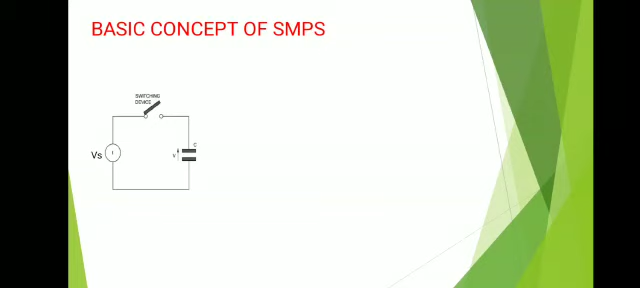 BASIC CONCEPT OF SMPS
SWITCHING
DEVICE
C
Vs
V